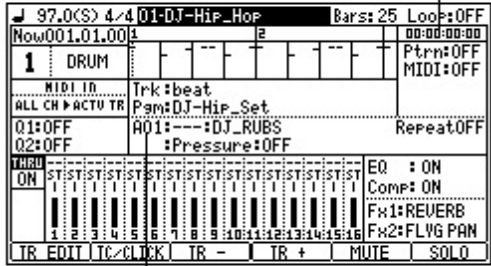 ♩ 97.0(S) 4/4 01-DJ-Hip_Hop Bars: 25 Loop:OFF
Now001.01.00 1 2 00:00:00:00
1 DRUM Ptrn:OFF
MIDI:OFF
MIDI IN Trk:beat
ALL CH▶ACTV TR Pgm:DJ-Hip_Set
Q1:OFF A01:---:DJ_RUBS RepeatOFF
Q2:OFF :Pressure:OFF
THRU ON ST ST ST ST ST ST ST ST ST ST ST ST ST ST ST ST EQ : ON
Comp: ON
Fx1:REVERB
1 2 3 4 5 6 7 8 9 10 11 12 13 14 15 16 Fx2:FLYG PAN
TR EDIT TC/CLICK TR - TR + MUTE SOLO